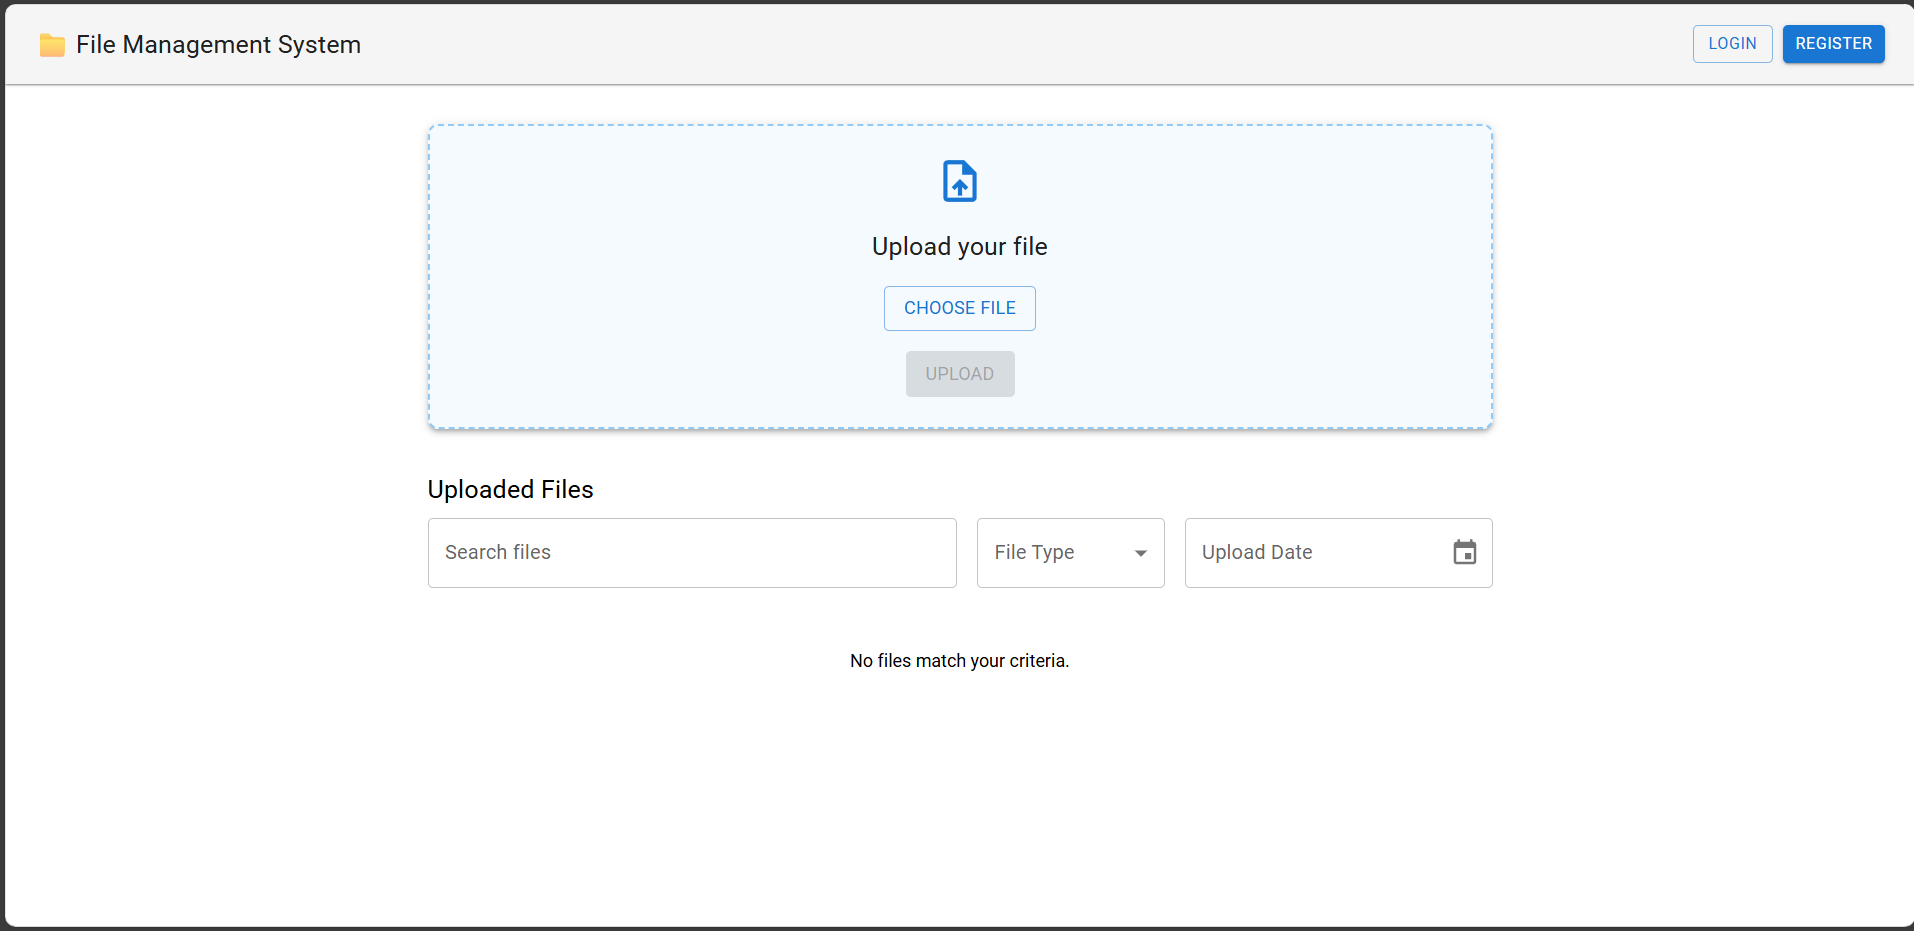 File Management System
LOGIN
REGISTER
Upload your file
CHOOSE FILE
UPLOAD
Uploaded Files
Search files
File Type
Upload Date
No files match your criteria.